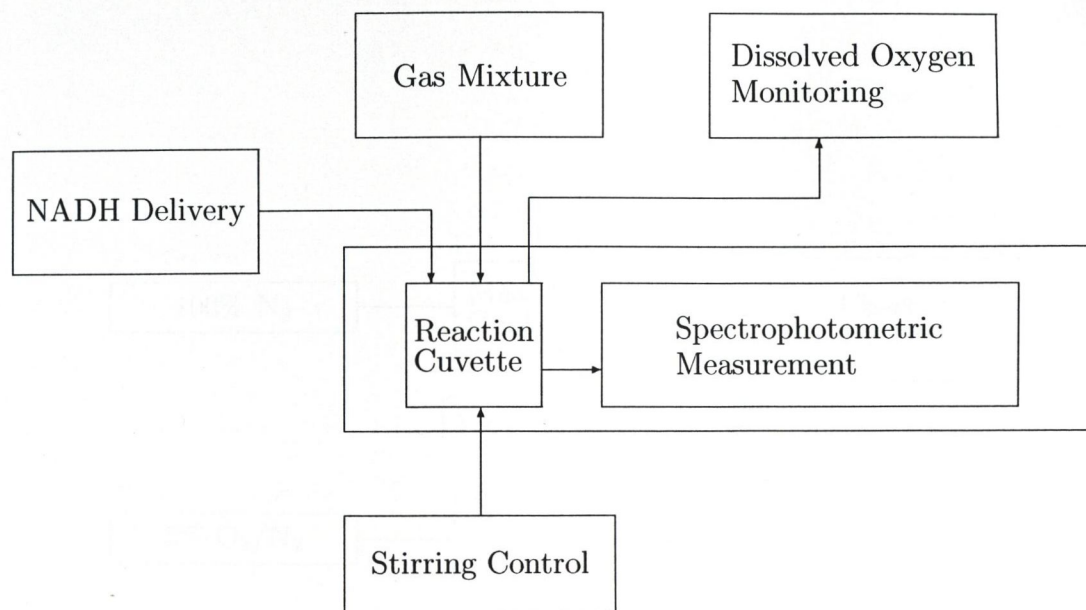 Gas Mixture
Dissolved Oxygen
Monitoring
NADH Delivery
Reaction
Cuvette
Spectrophotometric
Measurement
Stirring Control